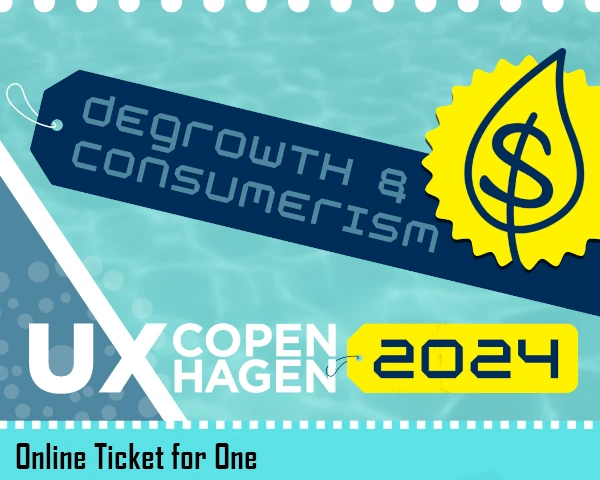 degrowth &
consumerism
$
UX COPEN
HAGEN
2024
Online Ticket for One